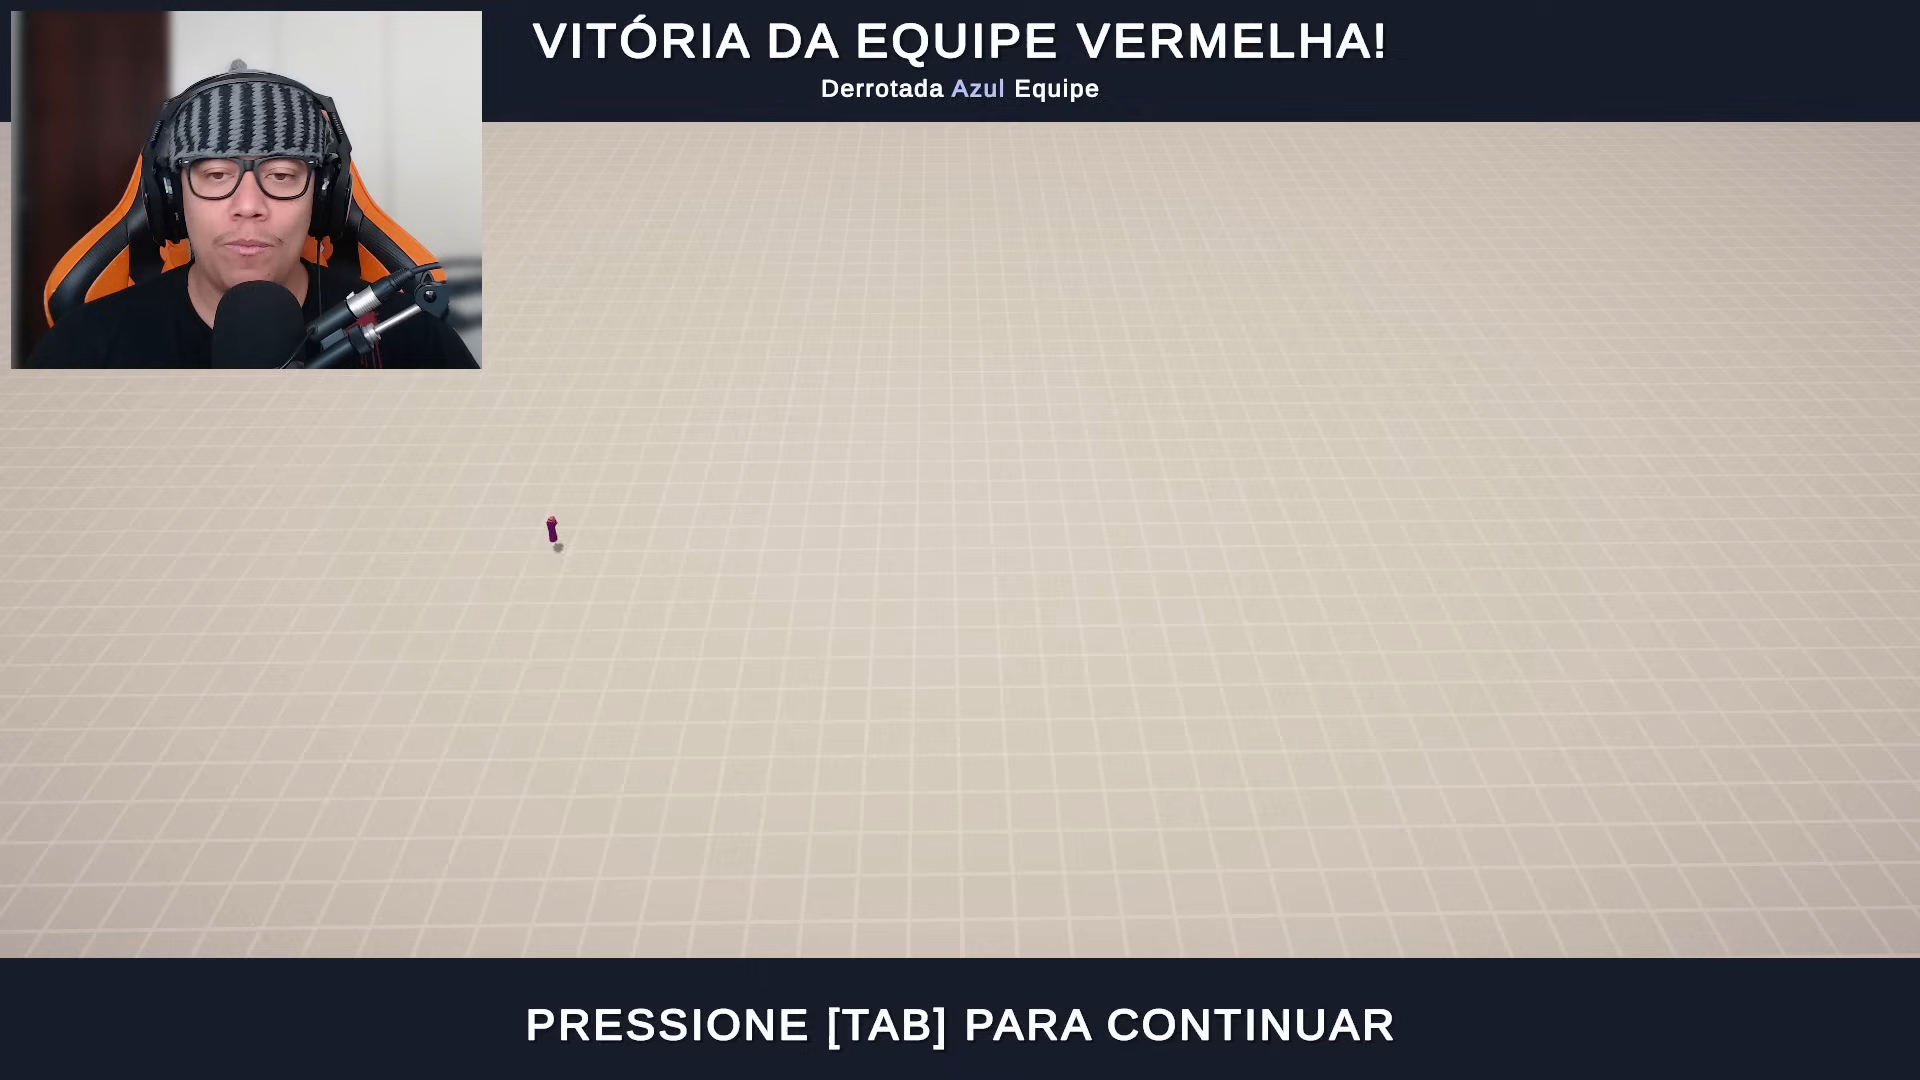 VITÓRIA DA EQUIPE VERMELHA!
Derrotada Azul Equipe
PRESSIONE [TAB] PARA CONTINUAR